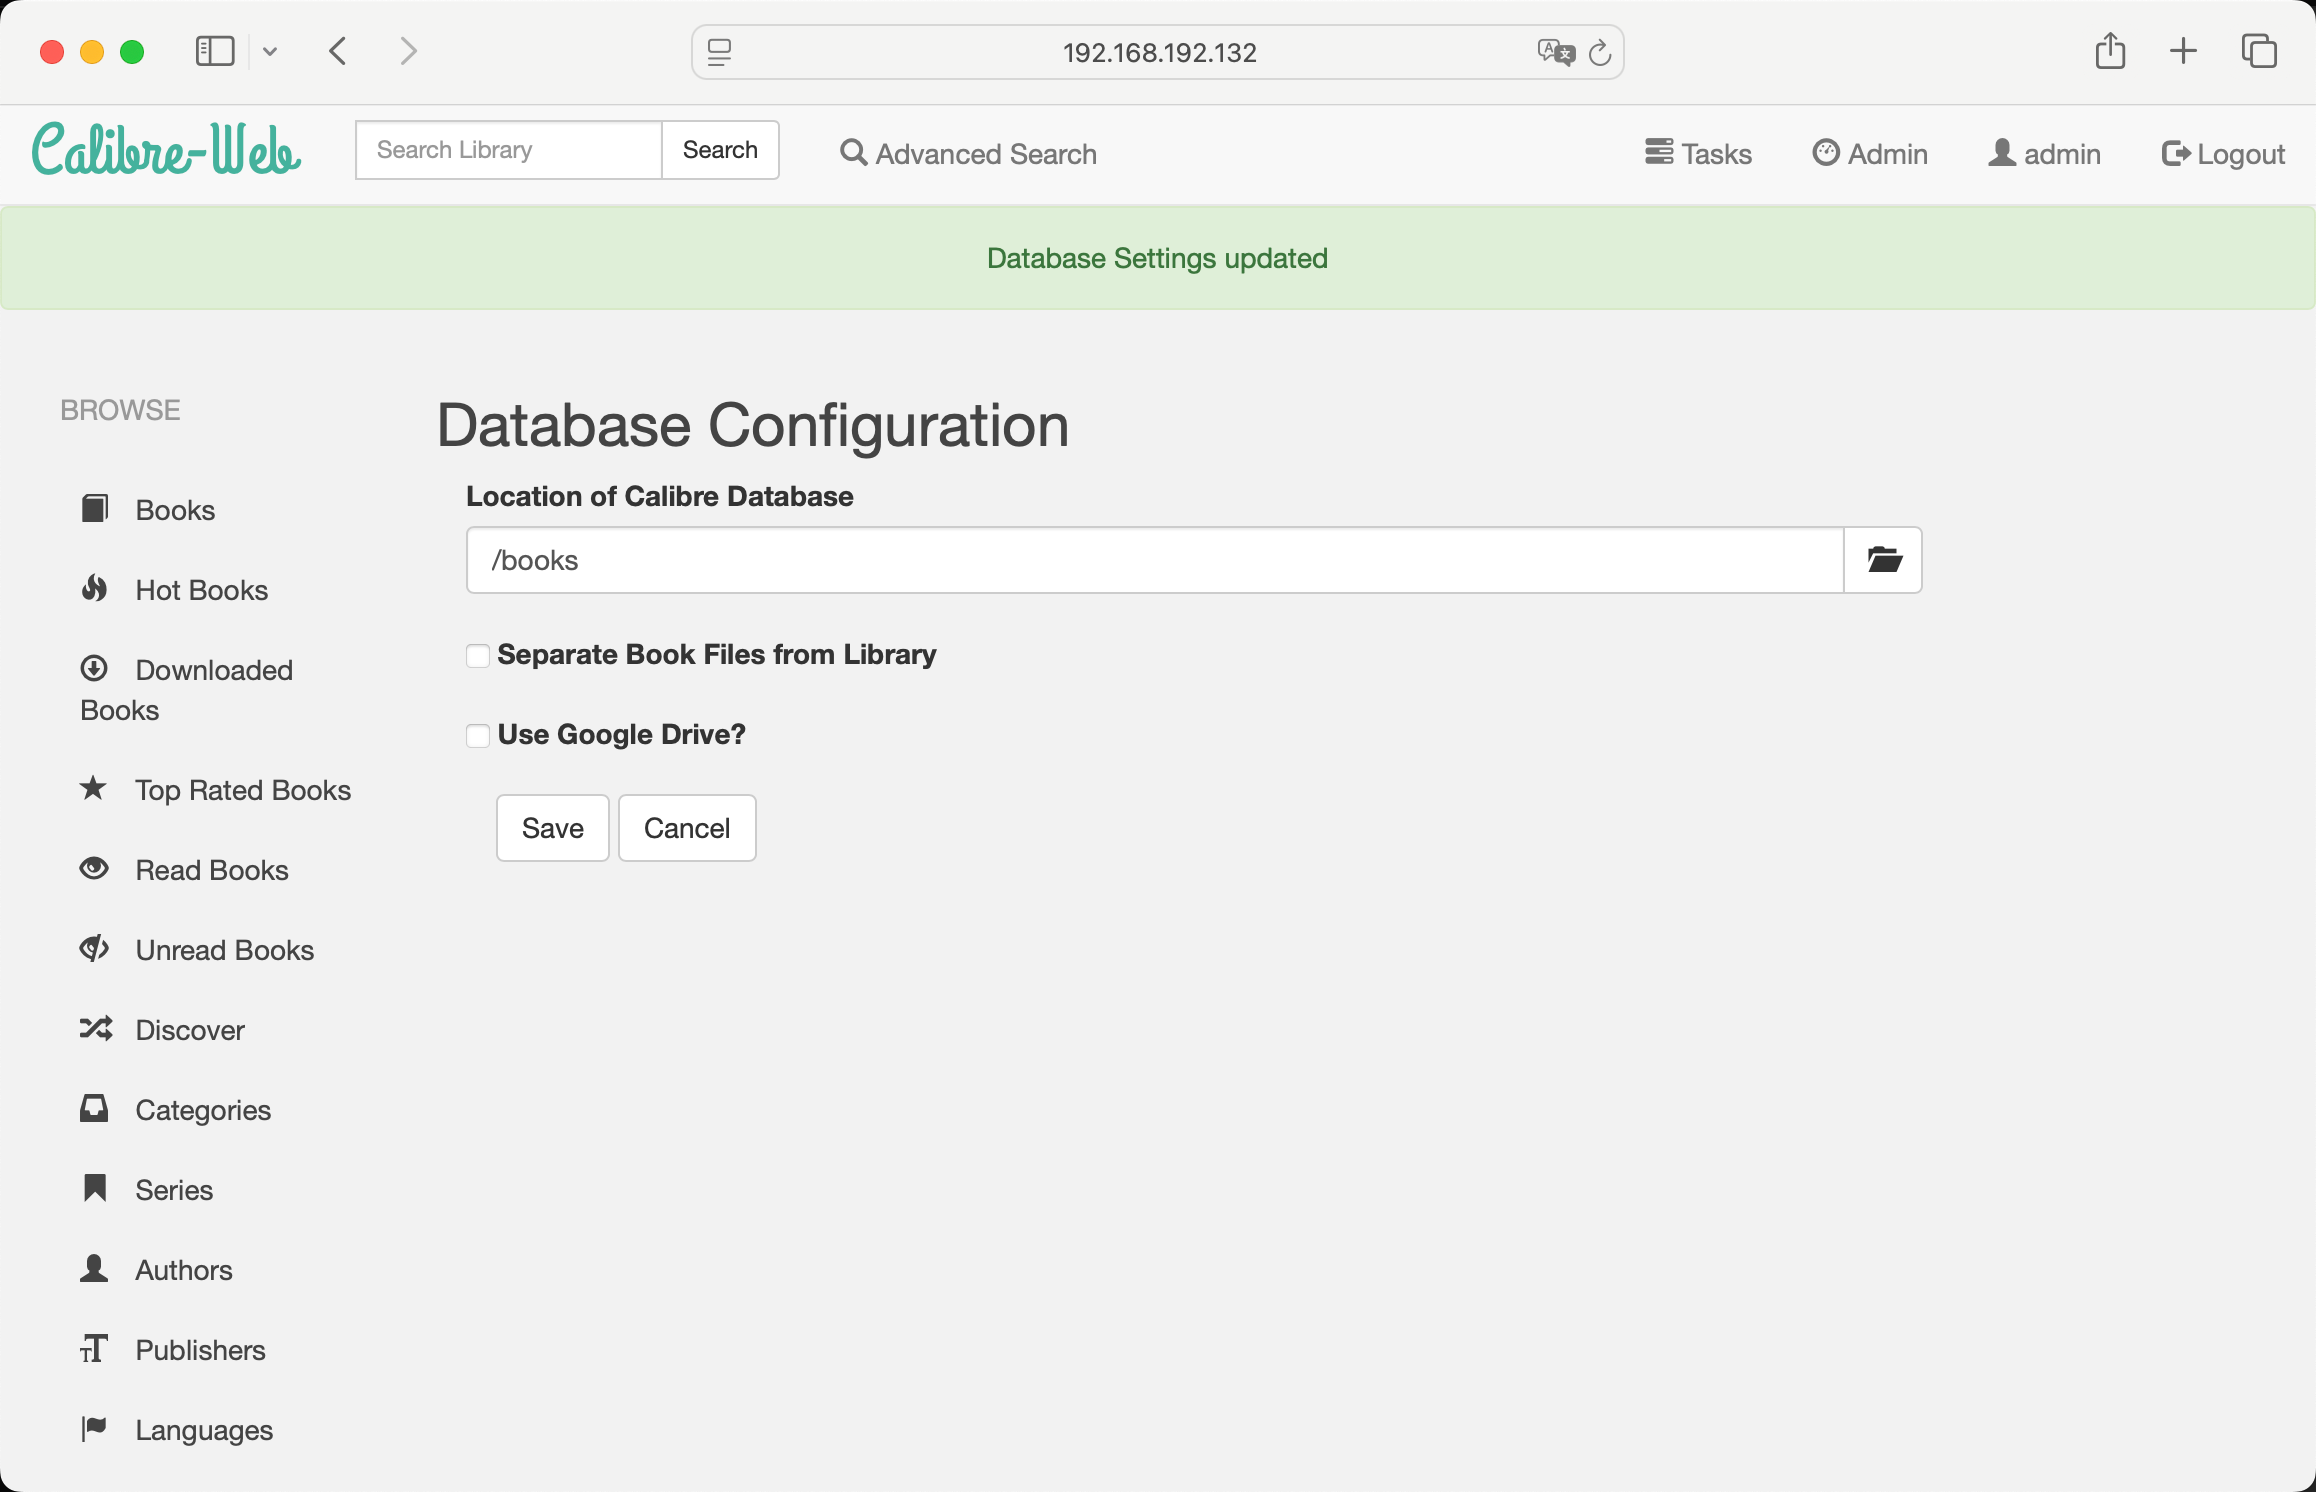 192.168.192.132
Calibre-Web
Search Library
Search
Advanced Search
Tasks
Admin
admin
Logout
Database Settings updated
BROWSE
Books
Hot Books
Downloaded
Books
Top Rated Books
Read Books
Unread Books
Discover
Categories
Series
Authors
Publishers
Languages
Database Configuration
Location of Calibre Database
/books
Separate Book Files from Library
Use Google Drive?
Save
Cancel